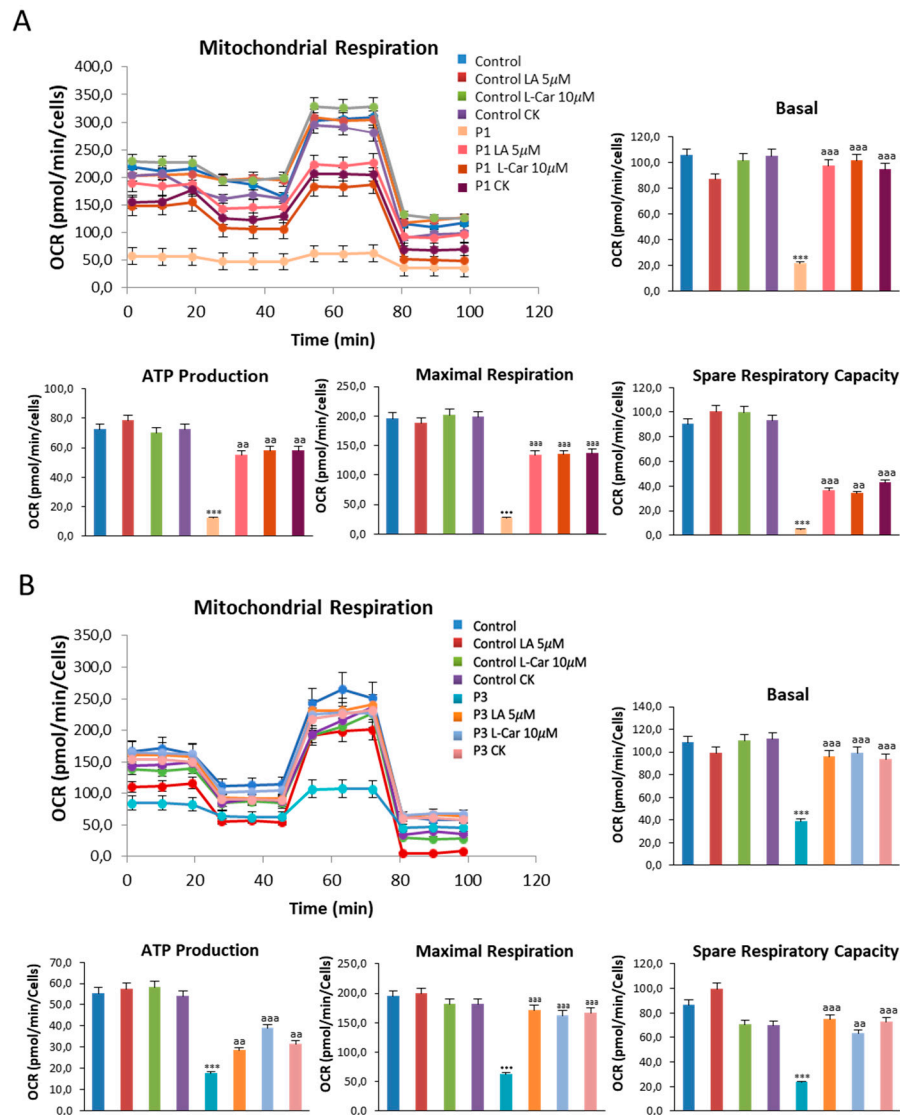 A
Mitochondrial Respiration
OCR (pmol/min/cells)
400,0
350,0
300,0
250,0
200,0
150,0
100,0
50,0
0,0
0 20 40 60 80 100 120
Time (min)
Control
Control LA 5µM
Control L-Car 10µM
Control CK
P1
P1 LA 5µM
P1 L-Car 10µM
P1 CK
Basal
OCR (pmol/min/cells)
120,0
100,0
80,0
60,0
40,0
20,0
0,0
*** aaa aaa aaa
ATP Production
OCR (pmol/min/cells)
100,0
80,0
60,0
40,0
20,0
0,0
*** aa aa aa
Maximal Respiration
OCR (pmol/min/cells)
250,0
200,0
150,0
100,0
50,0
0,0
*** aaa aaa aaa
Spare Respiratory Capacity
OCR (pmol/min/cells)
120,0
100,0
80,0
60,0
40,0
20,0
0,0
*** aaa aa aaa
B
Mitochondrial Respiration
OCR (pmol/min/Cells)
350,0
300,0
250,0
200,0
150,0
100,0
50,0
0,0
0 20 40 60 80 100 120
Time (min)
Control
Control LA 5µM
Control L-Car 10µM
Control CK
P3
P3 LA 5µM
P3 L-Car 10µM
P3 CK
Basal
OCR (pmol/min/Cells)
140,0
120,0
100,0
80,0
60,0
40,0
20,0
0,0
*** aaa aaa aaa
ATP Production
OCR (pmol/min/Cells)
70,0
60,0
50,0
40,0
30,0
20,0
10,0
0,0
*** aa aaa aa
Maximal Respiration
OCR (pmol/min/Cells)
250,0
200,0
150,0
100,0
50,0
0,0
*** aaa aaa aaa
Spare Respiratory Capacity
OCR (pmol/min/Cells)
120,0
100,0
80,0
60,0
40,0
20,0
0,0
*** aaa aa aaa